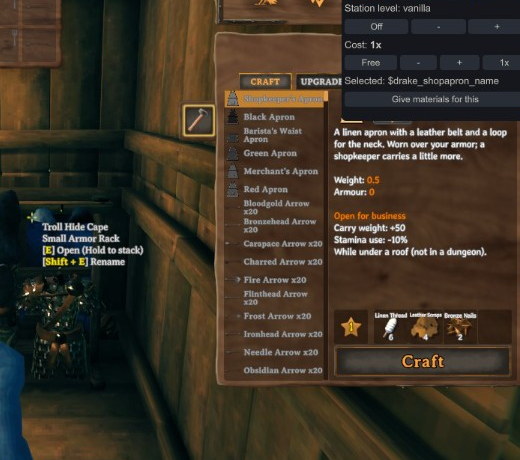 Station level: vanilla
Off
-
+
Cost: 1x
Free
-
+
1x
Selected: $drake_shopapron_name
Give materials for this
CRAFT
UPGRADE
Shopkeeper's Apron
Black Apron
Barista's Waist
Apron
Green Apron
Merchant's Apron
Red Apron
Bloodgold Arrow
x20
Bronzehead Arrow
x20
Carapace Arrow x20
Charred Arrow x20
Fire Arrow x20
Flinthead Arrow
x20
Frost Arrow x20
Ironhead Arrow x20
Needle Arrow x20
Obsidian Arrow x20
A linen apron with a leather belt and a loop
for the neck. Worn over your armor; a
shopkeeper carries a little more.
Weight: 0.5
Armour: 0
Open for business
Carry weight: +50
Stamina use: -10%
While under a roof (not in a dungeon).
1
Linen Thread
6
Leather Scraps
4
Bronze Nails
2
Craft
Troll Hide Cape
Small Armor Rack
[E] Open (Hold to stack)
[Shift + E] Rename